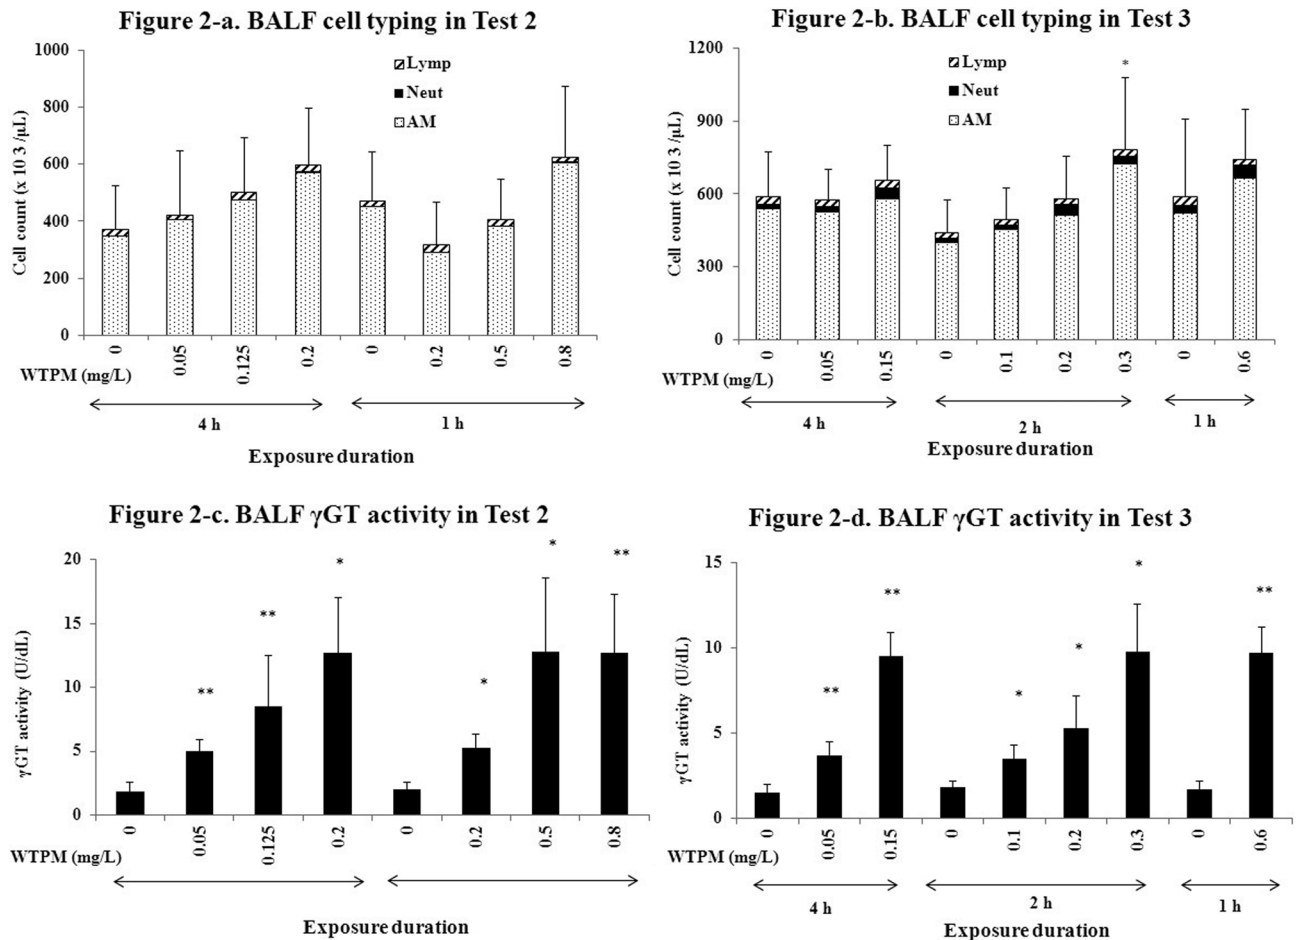 Figure 2-a. BALF cell typing in Test 2
Cell count (x 10 3 /μL)
1000
800
600
400
200
0
Lymp
Neut
AM
0 0.05 0.125 0.2 0 0.2 0.5 0.8
WTPM (mg/L)
4 h 1 h
Exposure duration
Figure 2-b. BALF cell typing in Test 3
Cell count (x 10 3 /μL)
1200
900
600
300
0
Lymp
Neut
AM
*
0 0.05 0.15 0 0.1 0.2 0.3 0 0.6
WTPM (mg/L)
4 h 2 h 1 h
Exposure duration
Figure 2-c. BALF γGT activity in Test 2
γGT activity (U/dL)
20
15
10
5
0
** ** * * * **
0 0.05 0.125 0.2 0 0.2 0.5 0.8
WTPM (mg/L)
Exposure duration
Figure 2-d. BALF γGT activity in Test 3
γGT activity (U/dL)
15
10
5
0
** ** * * * **
0 0.05 0.15 0 0.1 0.2 0.3 0 0.6
WTPM (mg/L)
4 h 2 h 1 h
Exposure duration